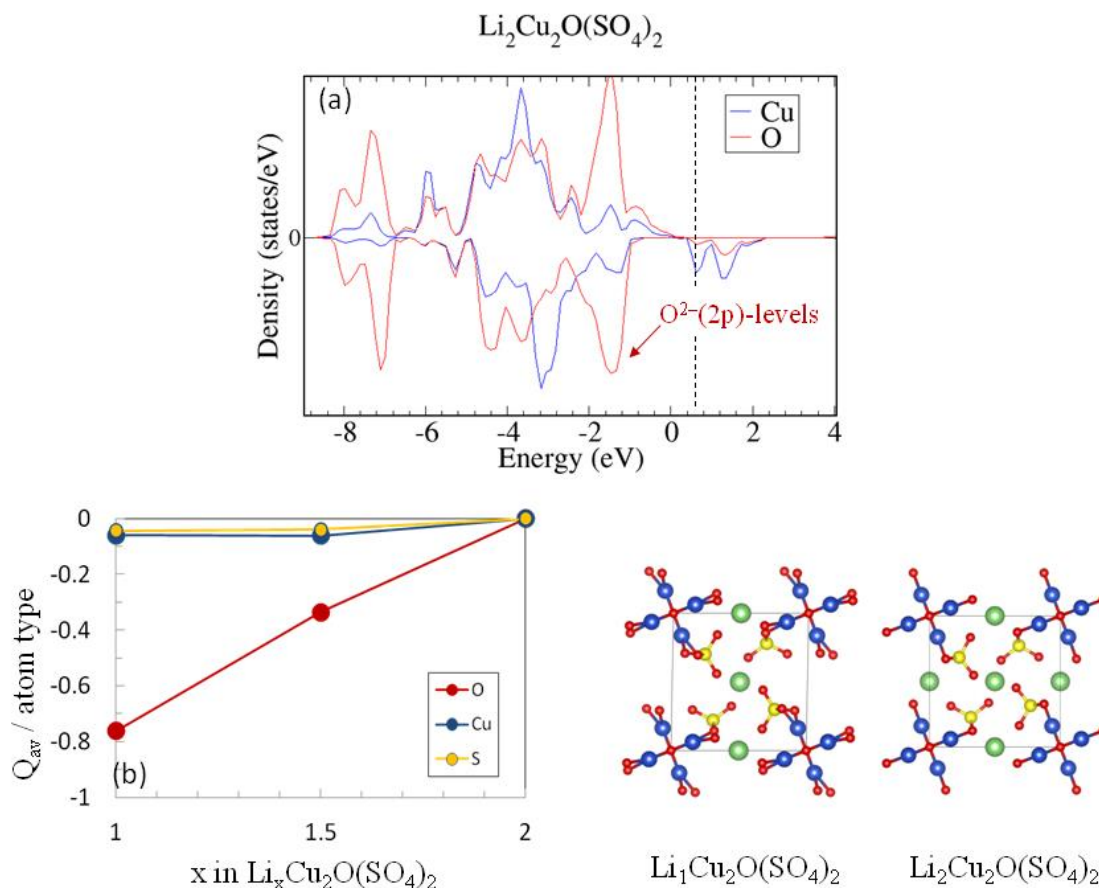 Li₂Cu₂O(SO₄)₂
(a)
Cu
O
Density (states/eV)
0
O²⁻(2p)-levels
-8 -6 -4 -2 0 2 4
Energy (eV)
Q_av / atom type
0
-0.2
-0.4
-0.6
-0.8
-1
O
Cu
S
(b)
1 1.5 2
x in LiₓCu₂O(SO₄)₂
Li₁Cu₂O(SO₄)₂
Li₂Cu₂O(SO₄)₂